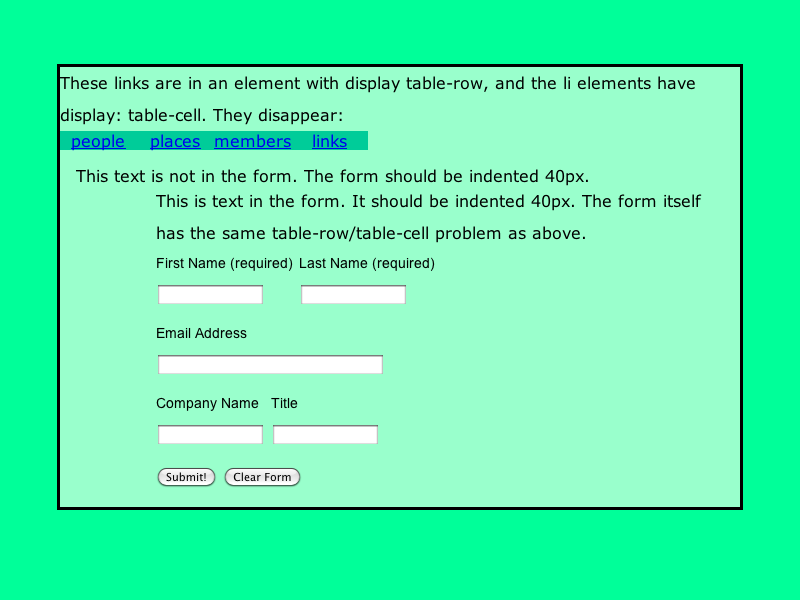 These links are in an element with display table-row, and the li elements have
display: table-cell. They disappear:
people places members links
This text is not in the form. The form should be indented 40px.
This is text in the form. It should be indented 40px. The form itself
has the same table-row/table-cell problem as above.
First Name (required) Last Name (required)
Email Address
Company Name Title
Submit! Clear Form